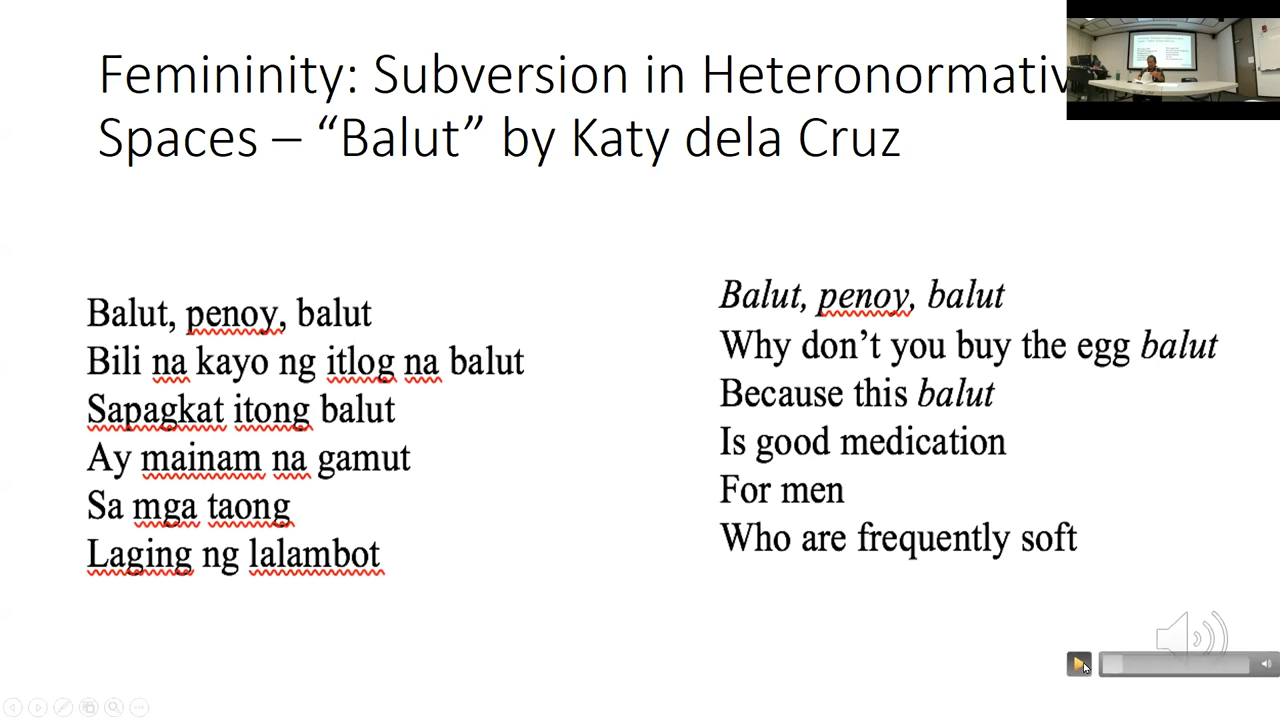 Femininity: Subversion in Heteronormativ
Spaces – “Balut” by Katy dela Cruz
Balut, penoy, balut
Bili na kayo ng itlog na balut
Sapagkat itong balut
Ay mainam na gamut
Sa mga taong
Laging ng lalambot
Balut, penoy, balut
Why don’t you buy the egg balut
Because this balut
Is good medication
For men
Who are frequently soft